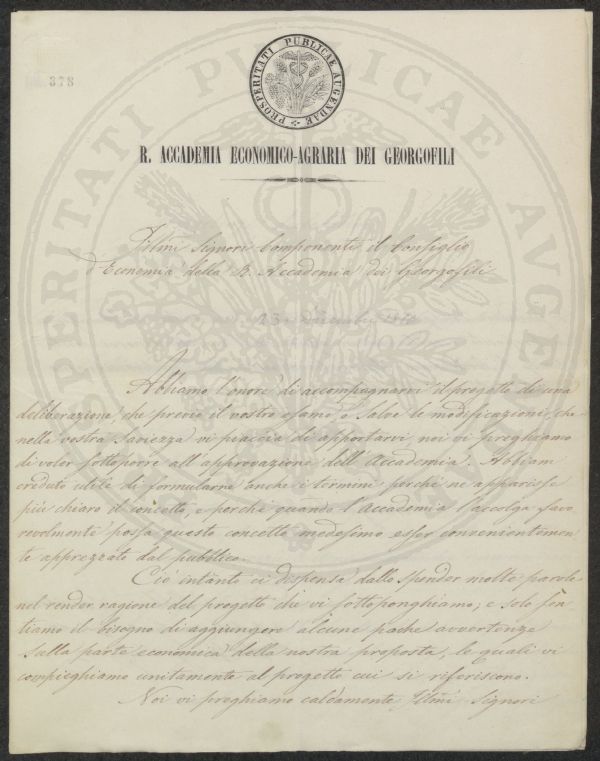 378
PROSPERITATI PUBLICAE AUGENDAE
R. ACCADEMIA ECONOMICO-AGRARIA DEI GEORGOFILI
Illmi Signori Componenti il Consiglio
d'Economia della R. Accademia dei Georgofili
Abbiamo l'onore di accompagnarvi il progetto di una
deliberazione, che previo il vostro esame, e salve le modificazioni, che
nella vostra saviezza vi piaccia di apportarvi, noi vi preghiamo
di voler sottoporre all'approvazione dell'Accademia. Abbiam
creduto utile di formularne anche i termini perchè ne apparisse
più chiaro il concetto, e perchè quando l'Accademia l'accolga favo
revolmente possa questo concetto medesimo esser convenientemen
te apprezzato dal pubblico.
Ciò intanto ci dispensa dallo spender molte parole
nel render ragione del progetto che vi sottoponghiamo; e solo sen
tiamo il bisogno di aggiungere alcune poche avvertenze
sulla parte economica della nostra proposta, le quali vi
compieghiamo unitamente al progetto cui si riferiscono.
Noi vi preghiamo caldamente Illmi Signori